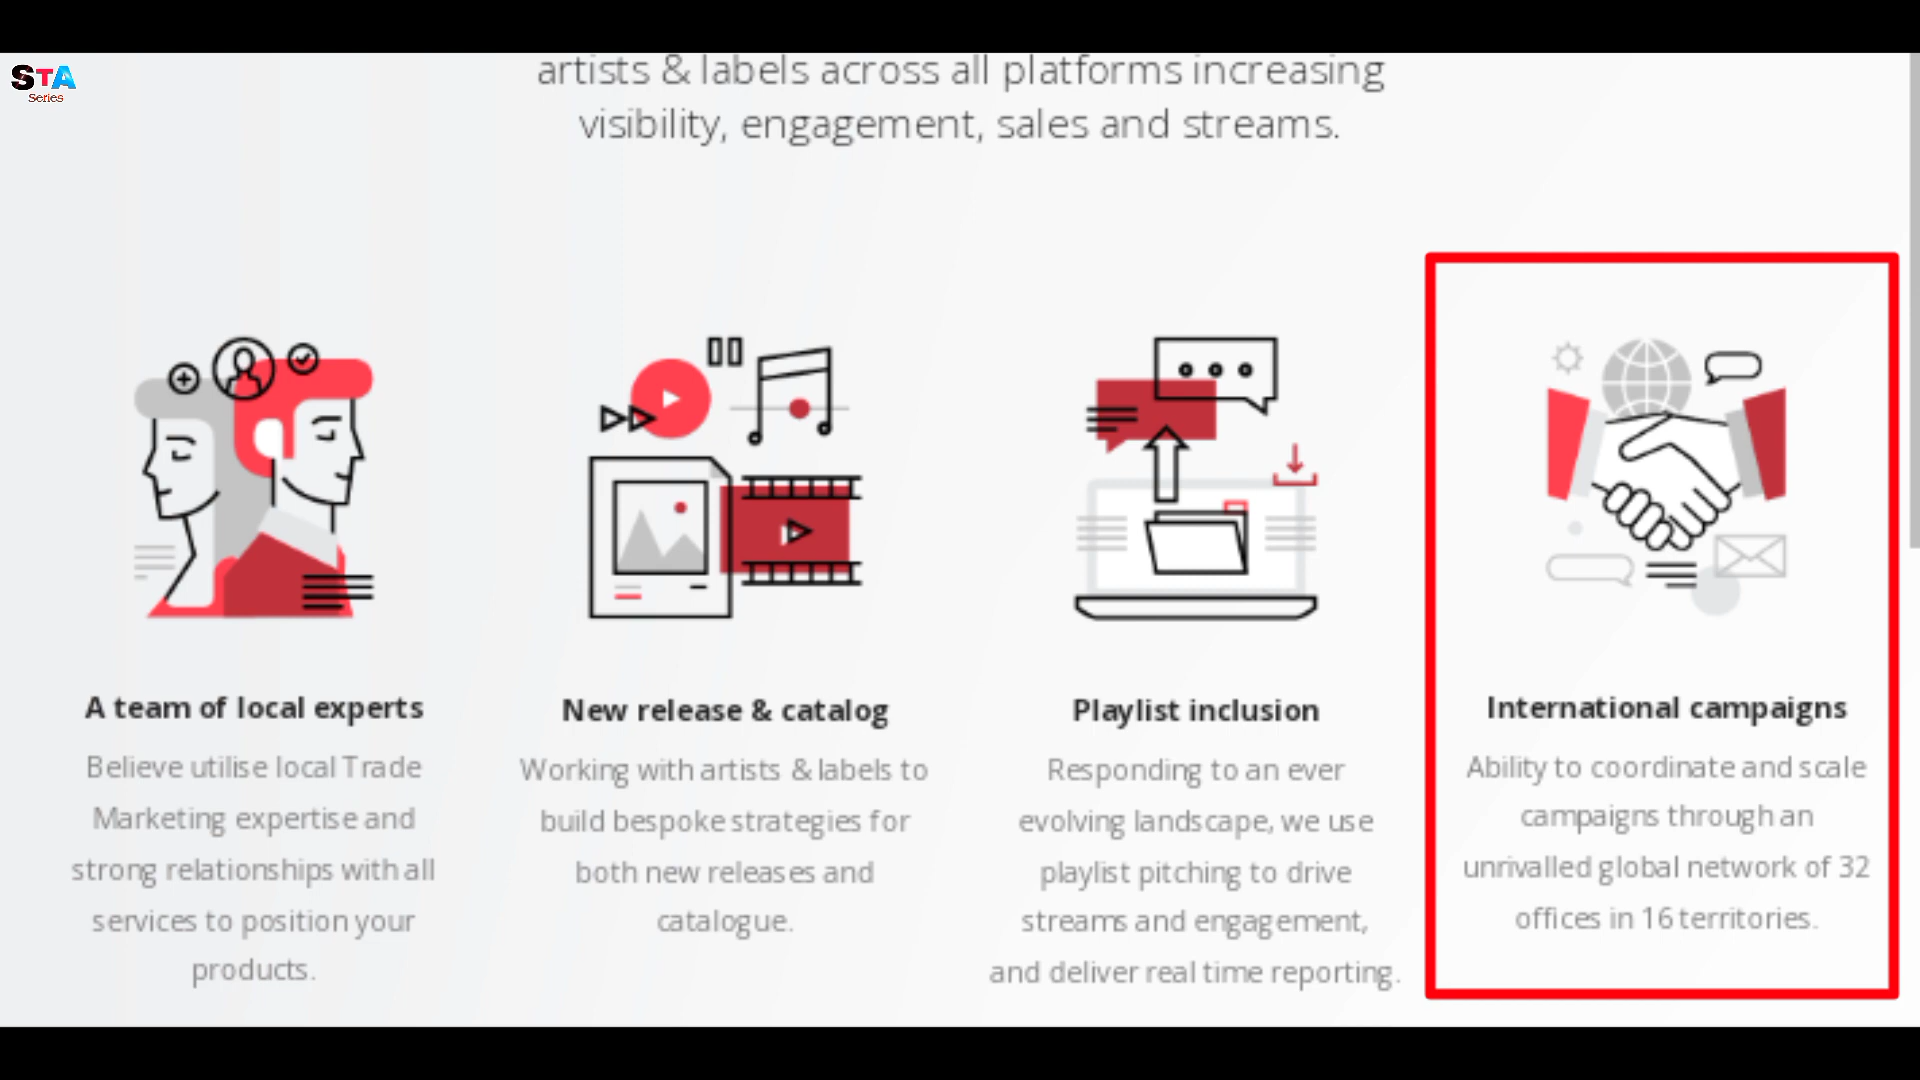 STA
Series
artists & labels across all platforms increasing
visibility, engagement, sales and streams.
A team of local experts
Believe utilise local Trade
Marketing expertise and
strong relationships with all
services to position your
products.
New release & catalog
Working with artists & labels to
build bespoke strategies for
both new releases and
catalogue.
Playlist inclusion
Responding to an ever
evolving landscape, we use
playlist pitching to drive
streams and engagement,
and deliver real time reporting.
International campaigns
Ability to coordinate and scale
campaigns through an
unrivalled global network of 32
offices in 16 territories.